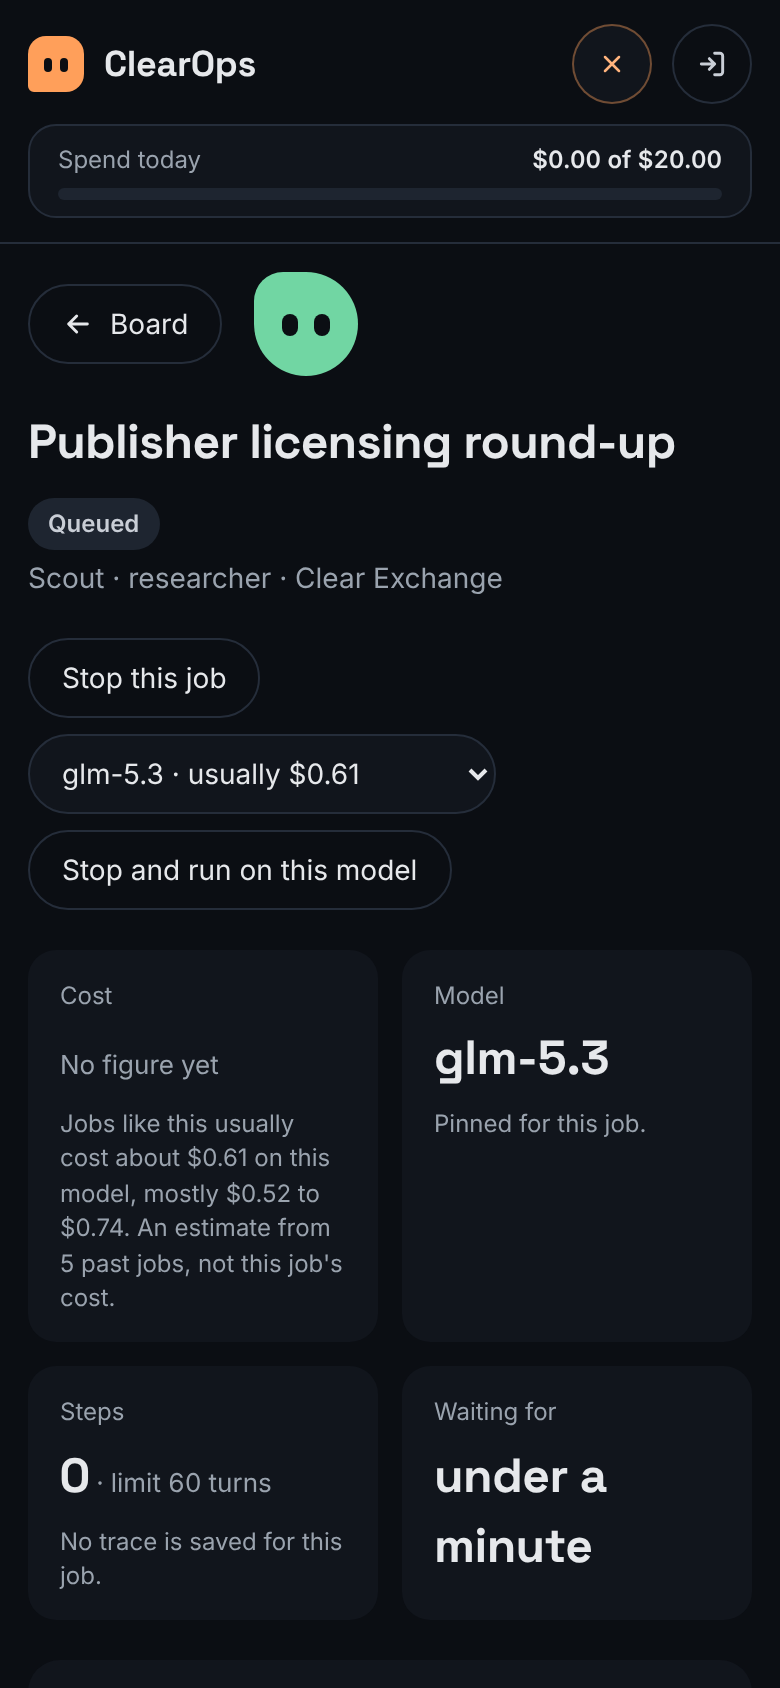 ClearOps
Spend today
$0.00 of $20.00
Board
Publisher licensing round-up
Queued
Scout · researcher · Clear Exchange
Stop this job
glm-5.3 · usually $0.61
Stop and run on this model
Cost
No figure yet
Jobs like this usually
cost about $0.61 on this
model, mostly $0.52 to
$0.74. An estimate from
5 past jobs, not this job's
cost.
Model
glm-5.3
Pinned for this job.
Steps
0 · limit 60 turns
No trace is saved for this
job.
Waiting for
under a
minute